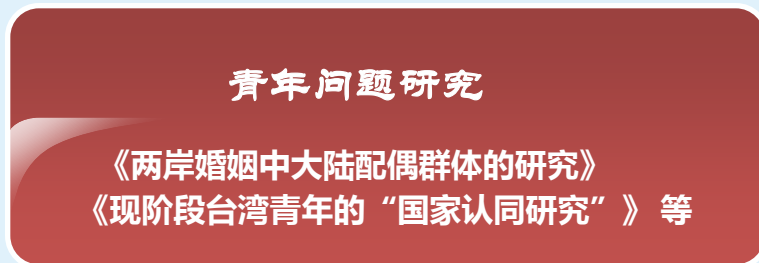 青年问题研究
《两岸婚姻中大陆配偶群体的研究》
《现阶段台湾青年的“国家认同研究”》 等